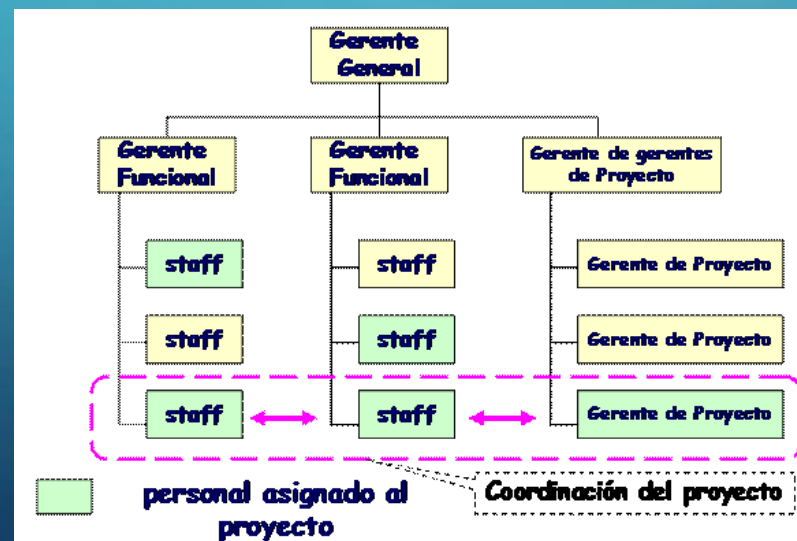 Gerente
General
Gerente
Funcional
Gerente
Funcional
Gerente de gerentes
de Proyecto
staff
staff
Gerente de Proyecto
staff
staff
Gerente de Proyecto
staff
staff
Gerente de Proyecto
personal asignado al
proyecto
Coordinación del proyecto